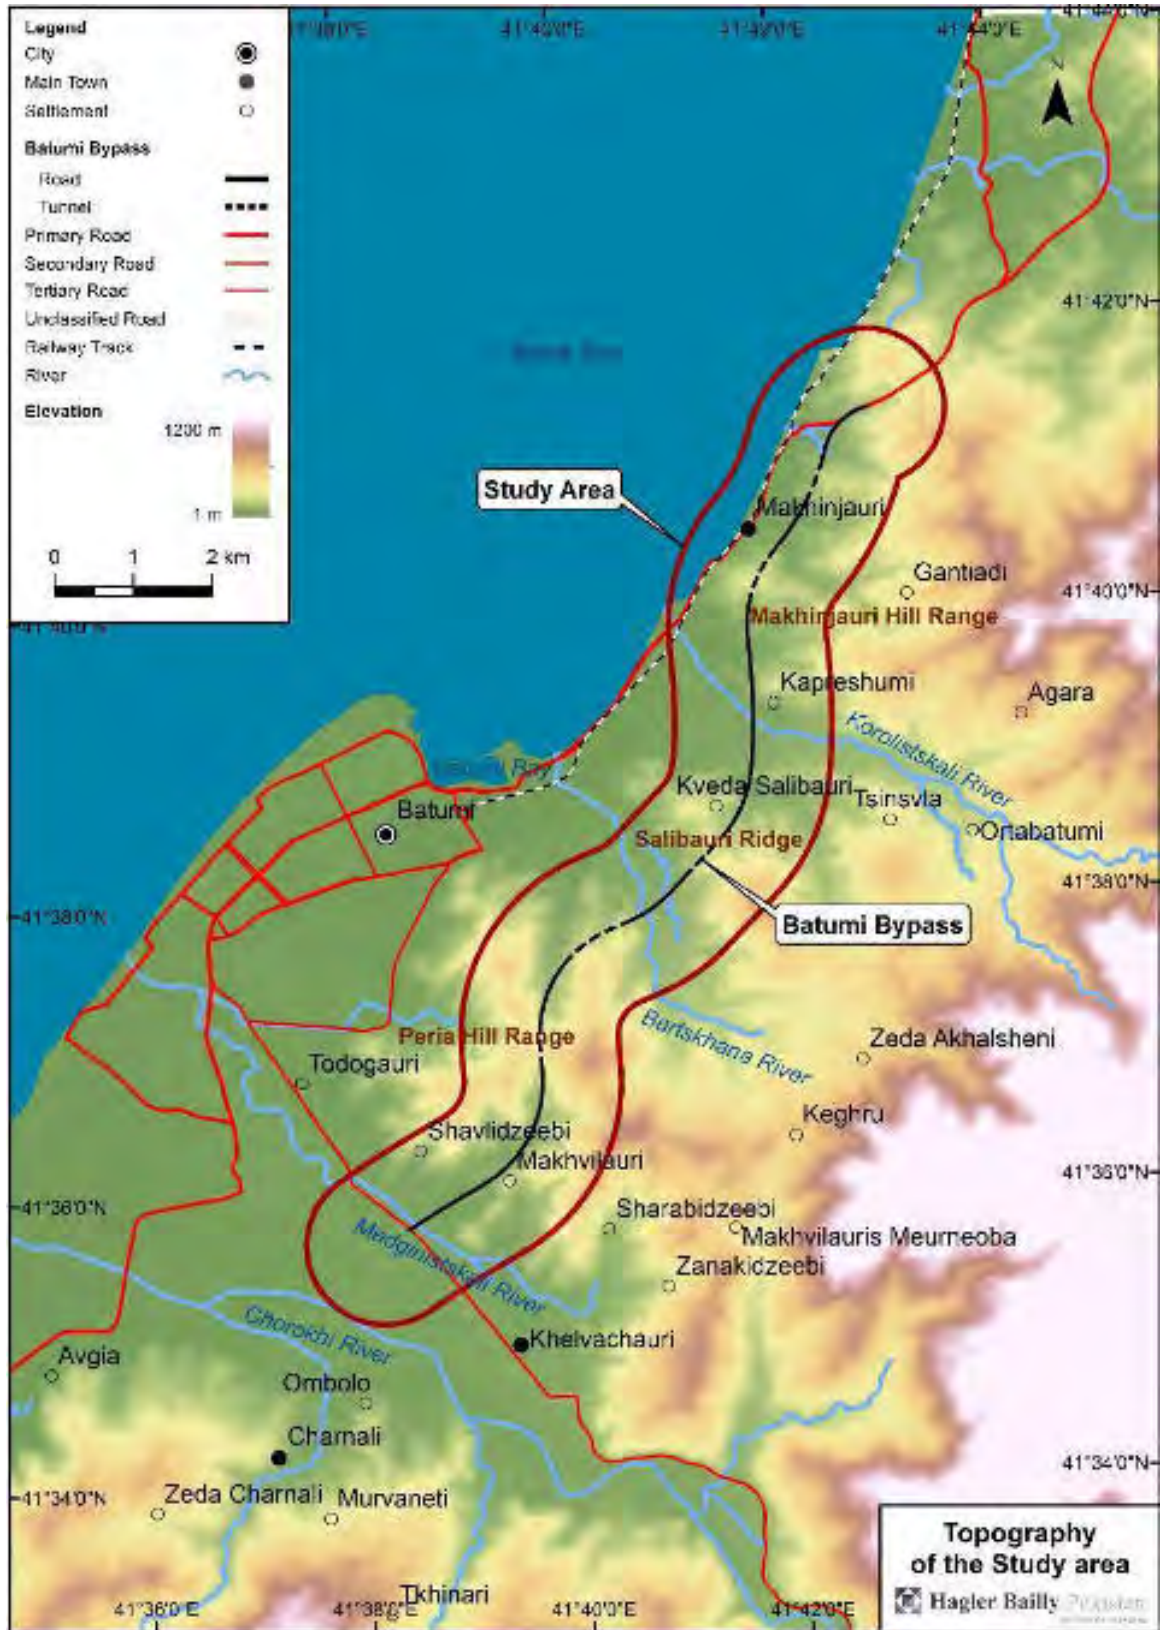 Legend
City
Main Town
Settlement
Batumi Bypass
Road
Tunnel
Primary Road
Secondary Road
Tertiary Road
Unclassified Road
Railway Track
River
Elevation
1200 m
1 m
0 1 2 km
41°44'0"E
N
41°42'0"N
Study Area
Makhinjauri
Gantiadi
41°40'0"N
41°40'0"N
Makhinjauri Hill Range
Kapreshumi
Agara
Korolistskali River
Kveda Salibauri
Tsinsvla
Batumi
Ortabatumi
Salibauri Ridge
41°38'0"N
41°38'0"N
Batumi Bypass
Peria Hill Range
Burtskhana River
Zeda Akhalsheni
Todogauri
Keghru
Shavlidzeebi
Makhvilauri
41°36'0"N
41°36'0"N
Sharabidzeebi
Makhvilauris Meurneoba
Medginistskali River
Zanakidzeebi
Chorokhi River
Khelvachauri
Avgia
Ombolo
Charnali
41°34'0"N
41°34'0"N
Zeda Charnali
Murvaneti
Topography
of the Study area
Hagler Bailly Pakistan
Tkhinari
41°36'0"E
41°38'0"E
41°40'0"E
41°42'0"E